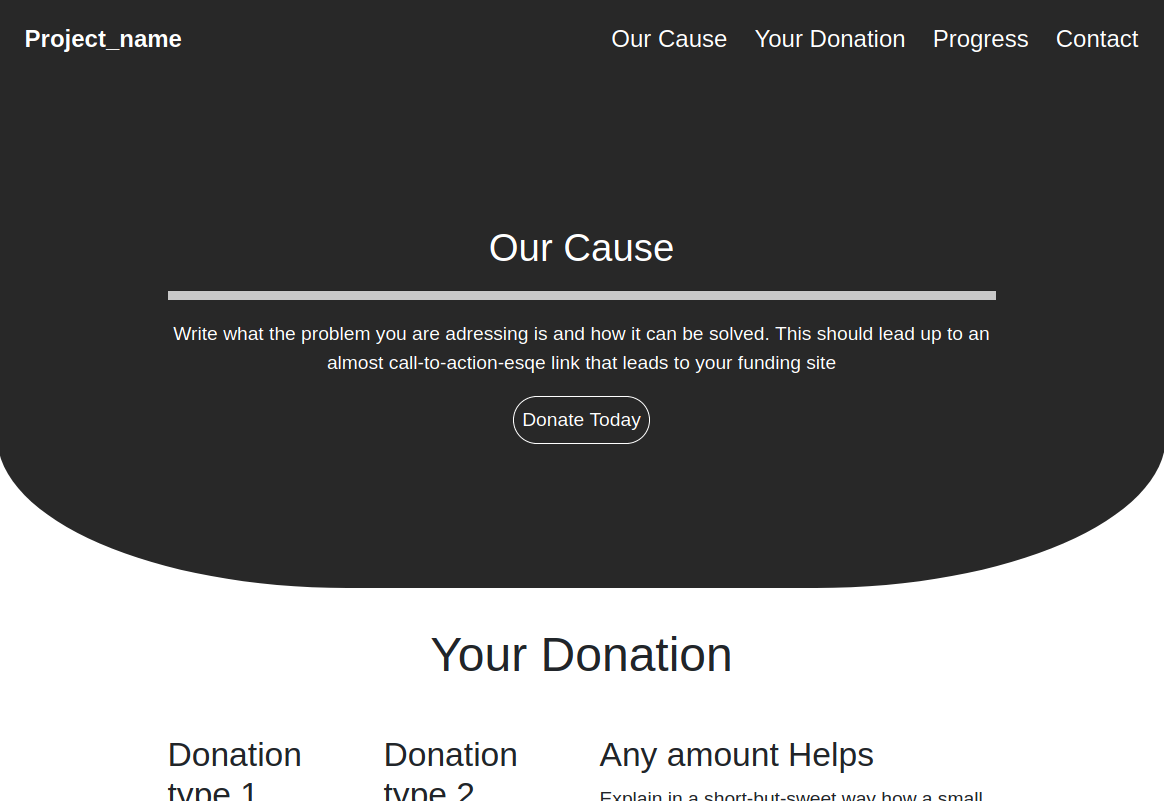 Project_name
Our Cause Your Donation Progress Contact
Our Cause
Write what the problem you are adressing is and how it can be solved. This should lead up to an
almost call-to-action-esqe link that leads to your funding site
Donate Today
Your Donation
Donation
type 1
Donation
type 2
Any amount Helps
Explain in a short-but-sweet way how a small